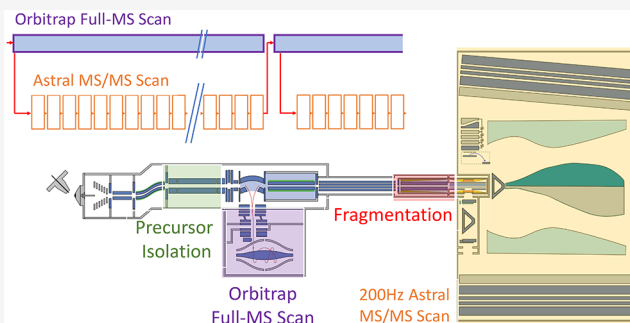 Orbitrap Full-MS Scan
Astral MS/MS Scan
Precursor
Isolation
Fragmentation
Orbitrap
Full-MS Scan
200Hz Astral
MS/MS Scan